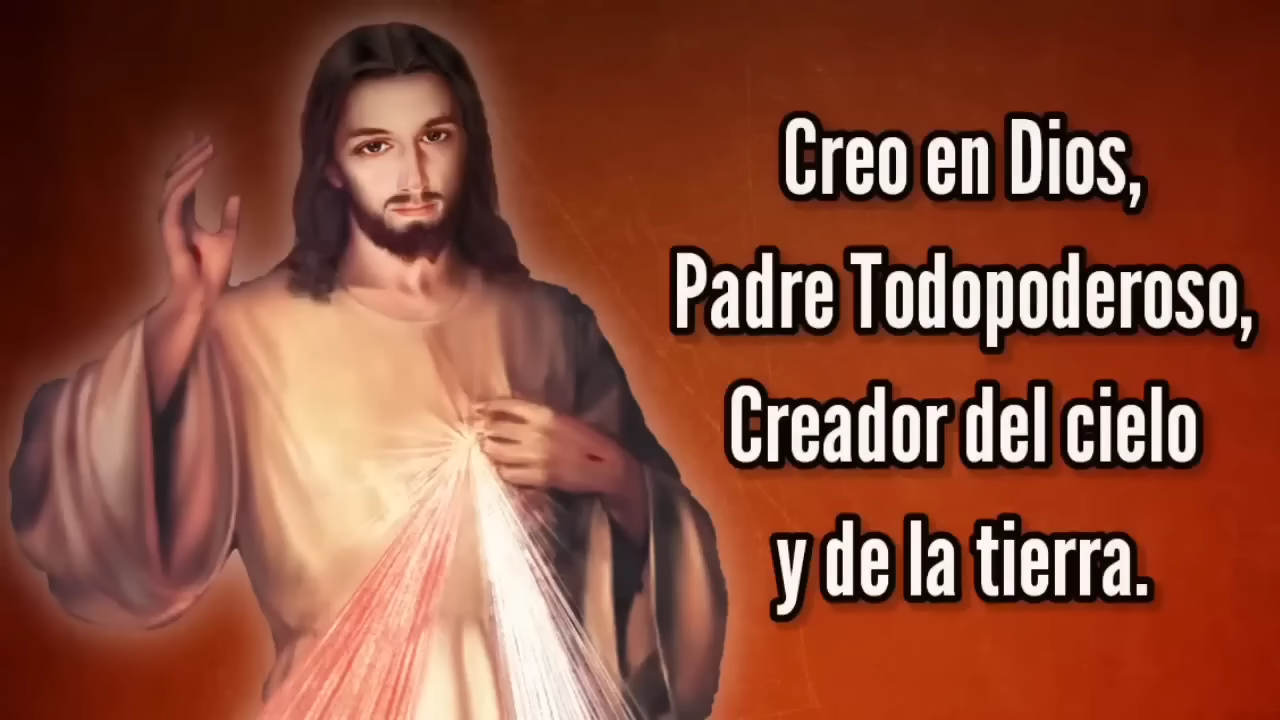 Creo en Dios,
Padre Todopoderoso,
Creador del cielo
y de la tierra.